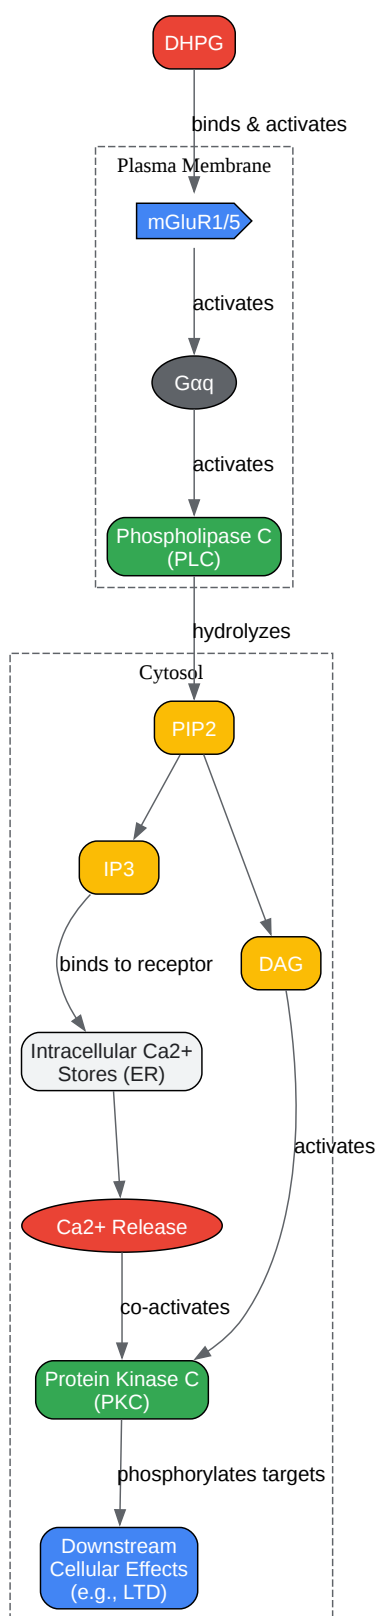 DHPG
binds & activates
Plasma Membrane
mGluR1/5
activates
Gαq
activates
Phospholipase C
(PLC)
hydrolyzes
Cytosol
PIP2
IP3
binds to receptor
DAG
Intracellular Ca2+
Stores (ER)
activates
Ca2+ Release
co-activates
Protein Kinase C
(PKC)
phosphorylates targets
Downstream
Cellular Effects
(e.g., LTD)